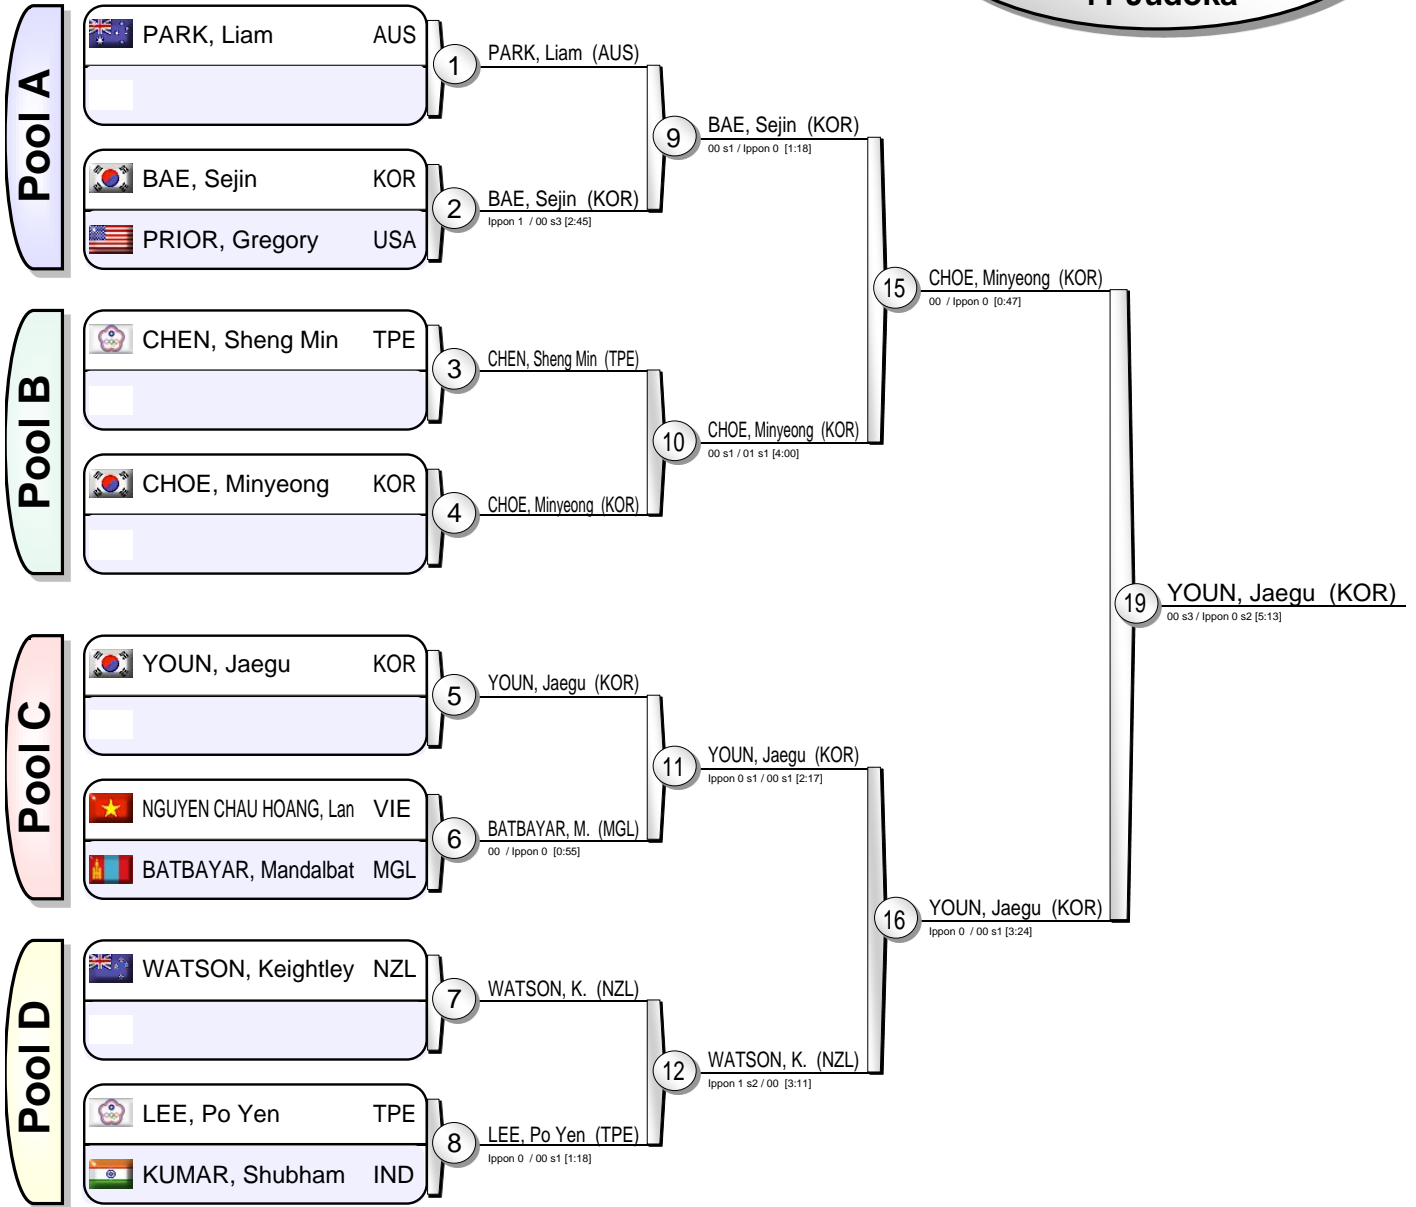 11 Judoka
Pool A
PARK, Liam AUS
1
PARK, Liam (AUS)
BAE, Sejin KOR
PRIOR, Gregory USA
2
BAE, Sejin (KOR)
Ippon 1 / 00 s3 [2:45]
9
BAE, Sejin (KOR)
00 s1 / Ippon 0 [1:18]
Pool B
CHEN, Sheng Min TPE
3
CHEN, Sheng Min (TPE)
CHOE, Minyeong KOR
4
CHOE, Minyeong (KOR)
10
CHOE, Minyeong (KOR)
00 s1 / 01 s1 [4:00]
15
CHOE, Minyeong (KOR)
00 / Ippon 0 [0:47]
Pool C
YOUN, Jaegu KOR
5
YOUN, Jaegu (KOR)
NGUYEN CHAU HOANG, Lan VIE
BATBAYAR, Mandalbat MGL
6
BATBAYAR, M. (MGL)
00 / Ippon 0 [0:55]
11
YOUN, Jaegu (KOR)
Ippon 0 s1 / 00 s1 [2:17]
Pool D
WATSON, Keightley NZL
7
WATSON, K. (NZL)
LEE, Po Yen TPE
KUMAR, Shubham IND
8
LEE, Po Yen (TPE)
Ippon 0 / 00 s1 [1:18]
12
WATSON, K. (NZL)
Ippon 1 s2 / 00 [3:11]
16
YOUN, Jaegu (KOR)
Ippon 0 / 00 s1 [3:24]
19
YOUN, Jaegu (KOR)
00 s3 / Ippon 0 s2 [5:13]